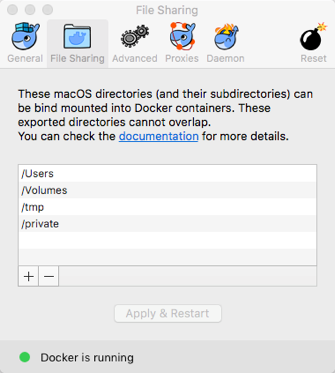 File Sharing
General File Sharing Advanced Proxies Daemon Reset
These macOS directories (and their subdirectories) can
be bind mounted into Docker containers. These
exported directories cannot overlap.
You can check the documentation for more details.
/Users
/Volumes
/tmp
/private
+ −
Apply & Restart
Docker is running